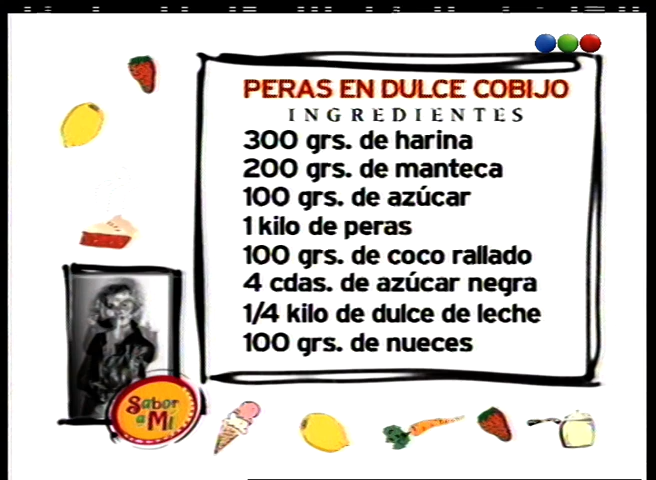 PERAS EN DULCE COBIJO
INGREDIENTES
300 grs. de harina
200 grs. de manteca
100 grs. de azúcar
1 kilo de peras
100 grs. de coco rallado
4 cdas. de azúcar negra
1/4 kilo de dulce de leche
100 grs. de nueces
Sabor
a Mí